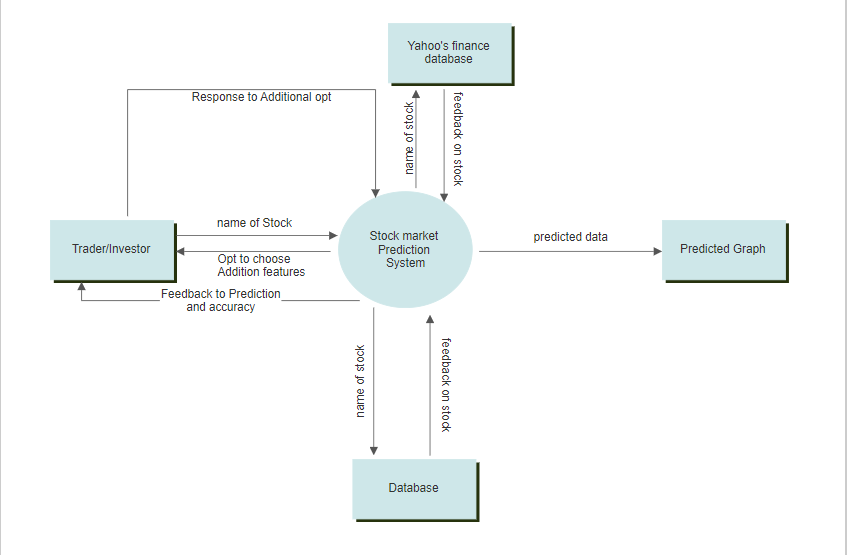 Yahoo's finance
database
Response to Additional opt
name of stock
feedback on stock
name of Stock
Trader/Investor
Opt to choose
Addition features
Feedback to Prediction
and accuracy
Stock market
Prediction
System
predicted data
Predicted Graph
name of stock
feedback on stock
Database